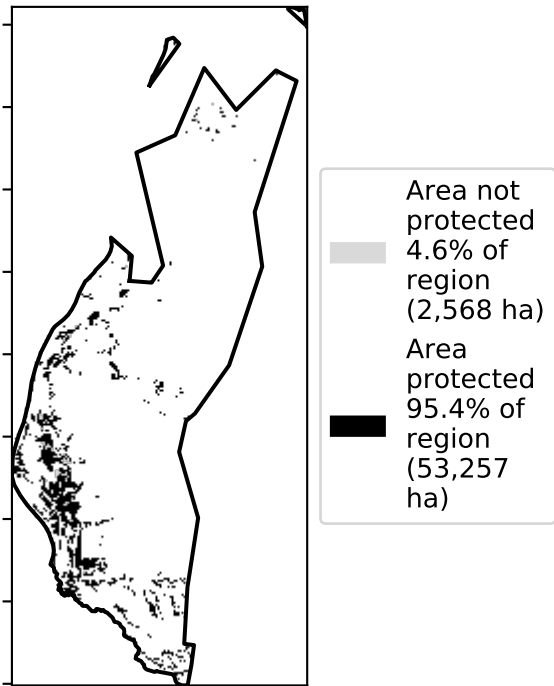 Area not
protected
4.6% of
region
(2,568 ha)
Area
protected
95.4% of
region
(53,257
ha)